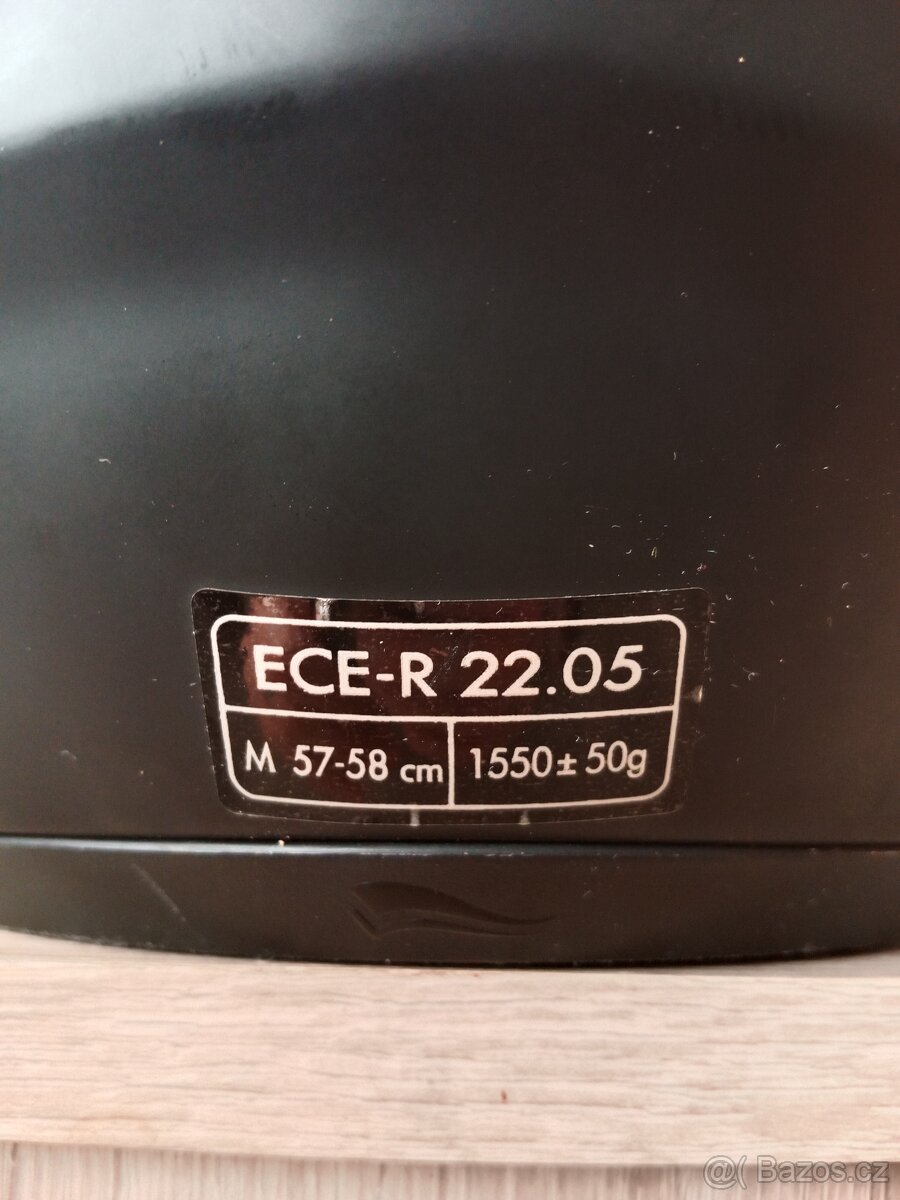 ECE-R 22.05
M 57-58 cm 1550± 50g
@( Bazos.cz